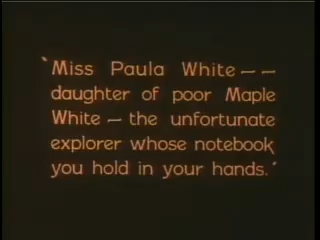 'Miss Paula White — —
daughter of poor Maple
White — the unfortunate
explorer whose notebook
you hold in your hands.'